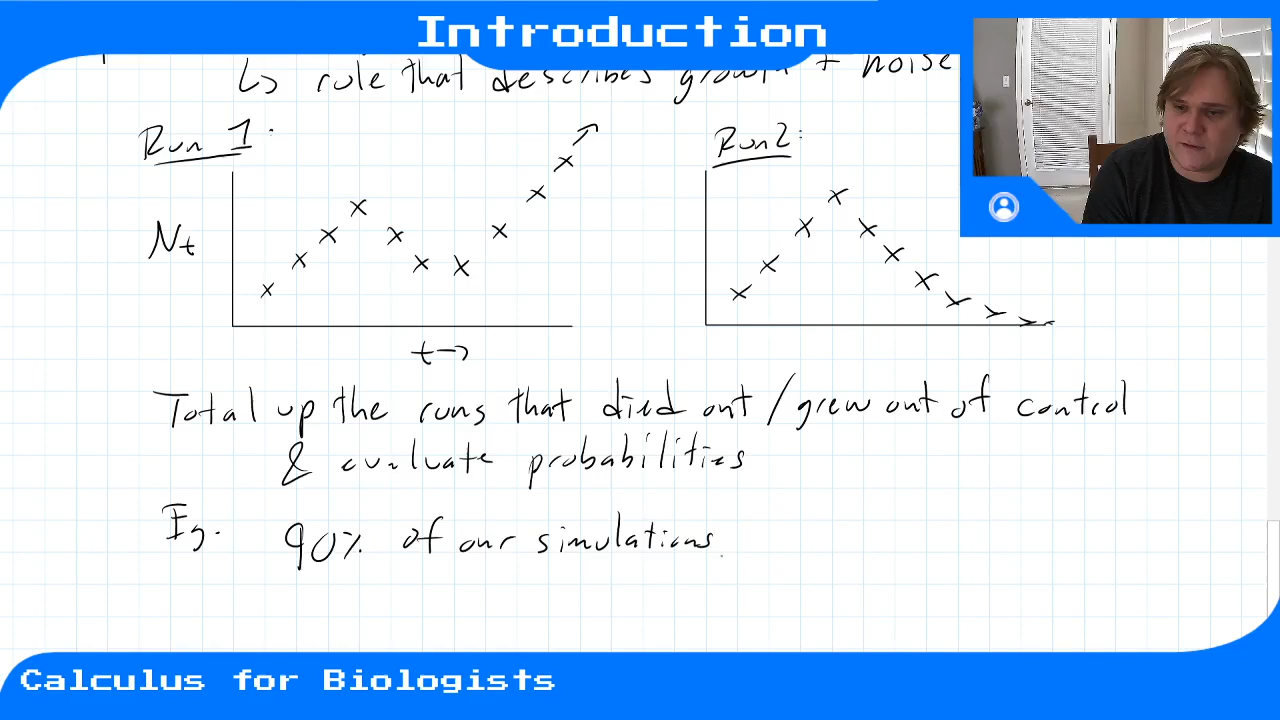 Introduction
↳ rule that describes growth + noise
Run 1:
Run 2:
Nt
t→
Total up the runs that died out / grew out of control
& evaluate probabilities
Eg. 90% of our simulations
Calculus for Biologists